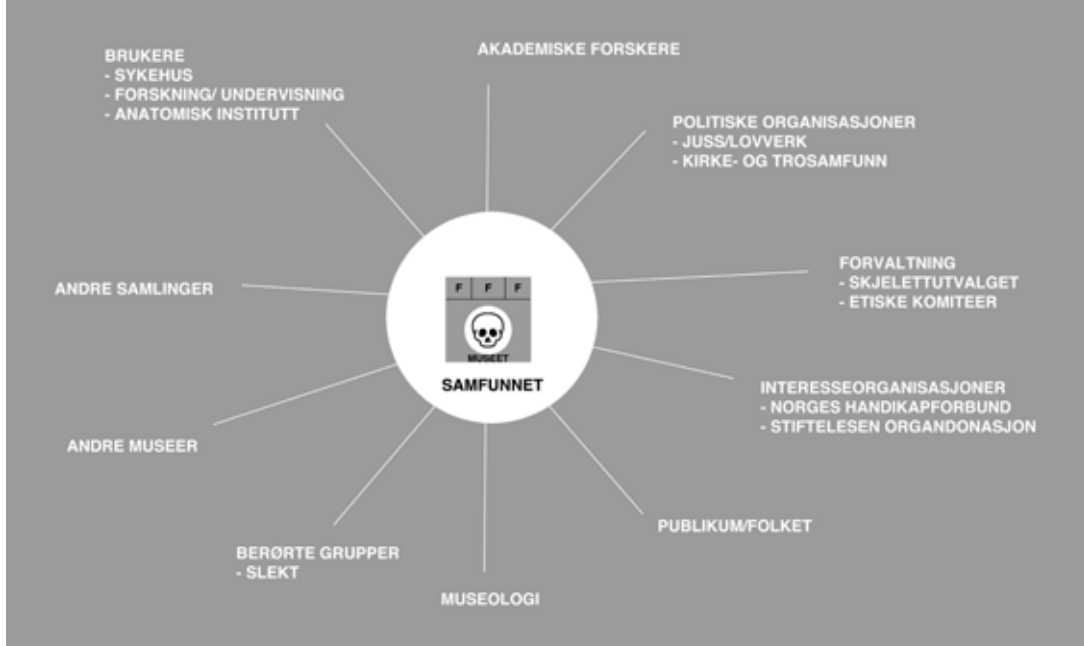 BRUKERE
- SYKEHUS
- FORSKNING/ UNDERVISNING
- ANATOMISK INSTITUTT
AKADEMISKE FORSKERE
POLITISKE ORGANISASJONER
- JUSS/LOVVERK
- KIRKE- OG TROSAMFUNN
FORVALTNING
- SKJELETTUTVALGET
- ETISKE KOMITEER
INTERESSEORGANISASJONER
- NORGES HANDIKAPFORBUND
- STIFTELESEN ORGANDONASJON
PUBLIKUM/FOLKET
MUSEOLOGI
BERØRTE GRUPPER
- SLEKT
ANDRE MUSEER
ANDRE SAMLINGER
F F F
MUSEET
SAMFUNNET